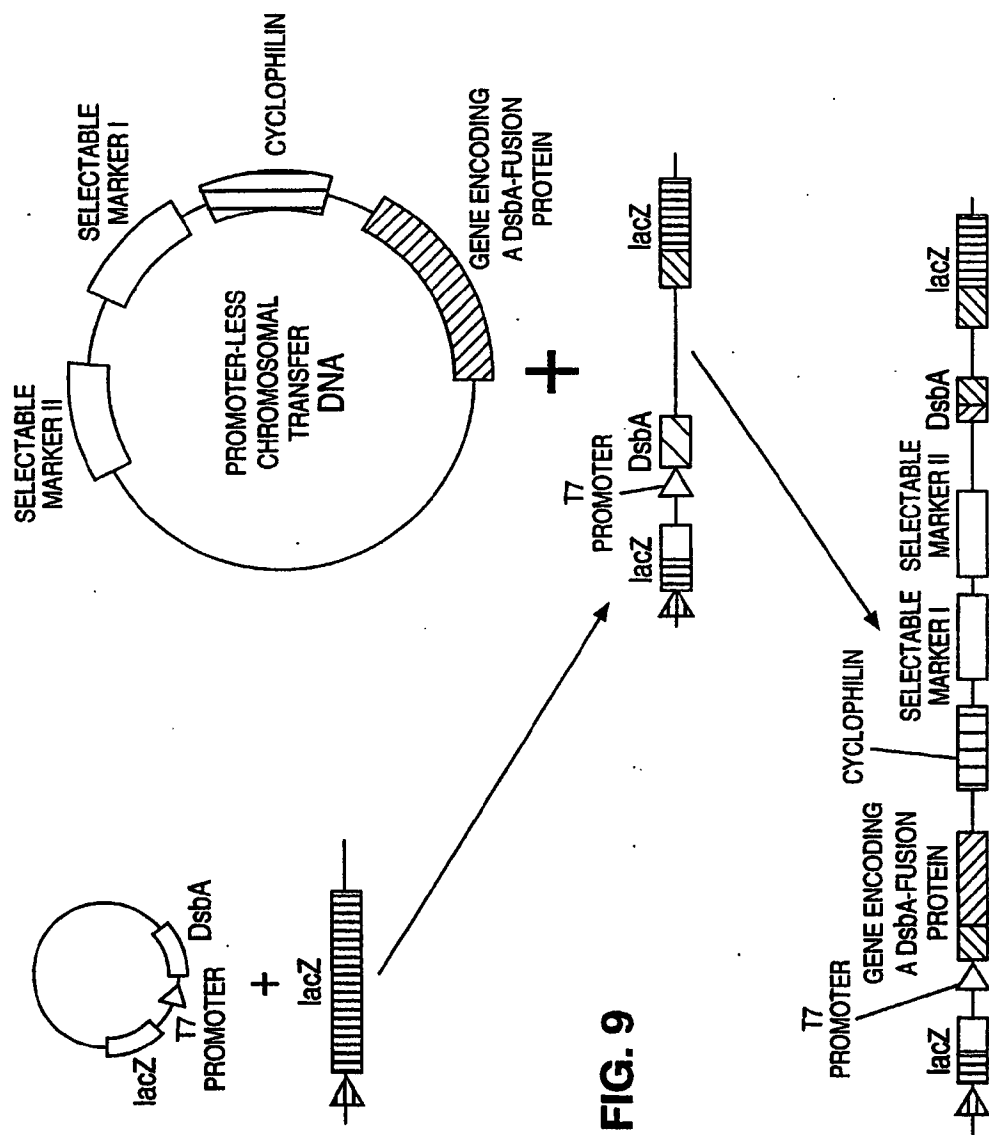 SELECTABLE
MARKER II
SELECTABLE
MARKER I
CYCLOPHILIN
GENE ENCODING
A DsbA-FUSION
PROTEIN
PROMOTER-LESS
CHROMOSOMAL
TRANSFER
DNA
+
lacZ
T7
PROMOTER
DsbA
+
lacZ
lacZ
T7
PROMOTER
DsbA
lacZ
FIG. 9
lacZ
T7
PROMOTER
GENE ENCODING
A DsbA-FUSION
PROTEIN
CYCLOPHILIN
SELECTABLE
MARKER I
SELECTABLE
MARKER II
DsbA
lacZ